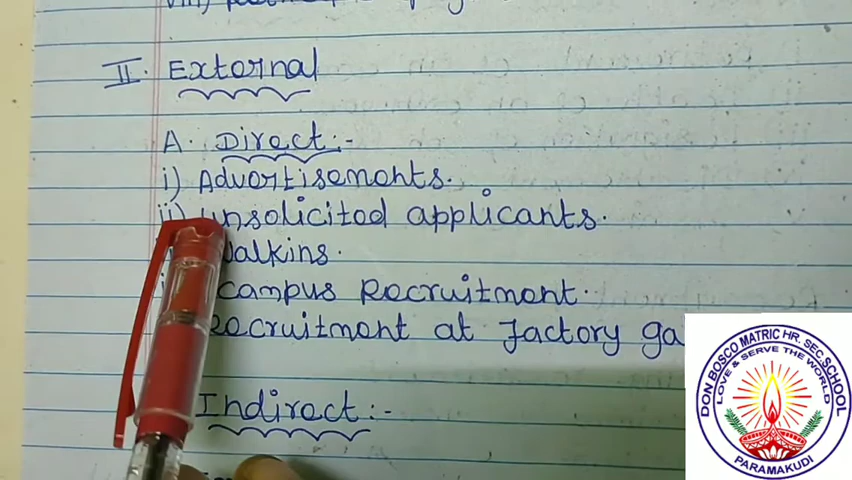 II. External
A. Direct :-
i) Advertisements.
ii) unsolicited applicants.
Walkins.
campus Recruitment.
Recruitment at Factory ga
Indirect :-
DON BOSCO MATRIC HR. SEC. SCHOOL
LOVE & SERVE THE WORLD
PARAMAKUDI